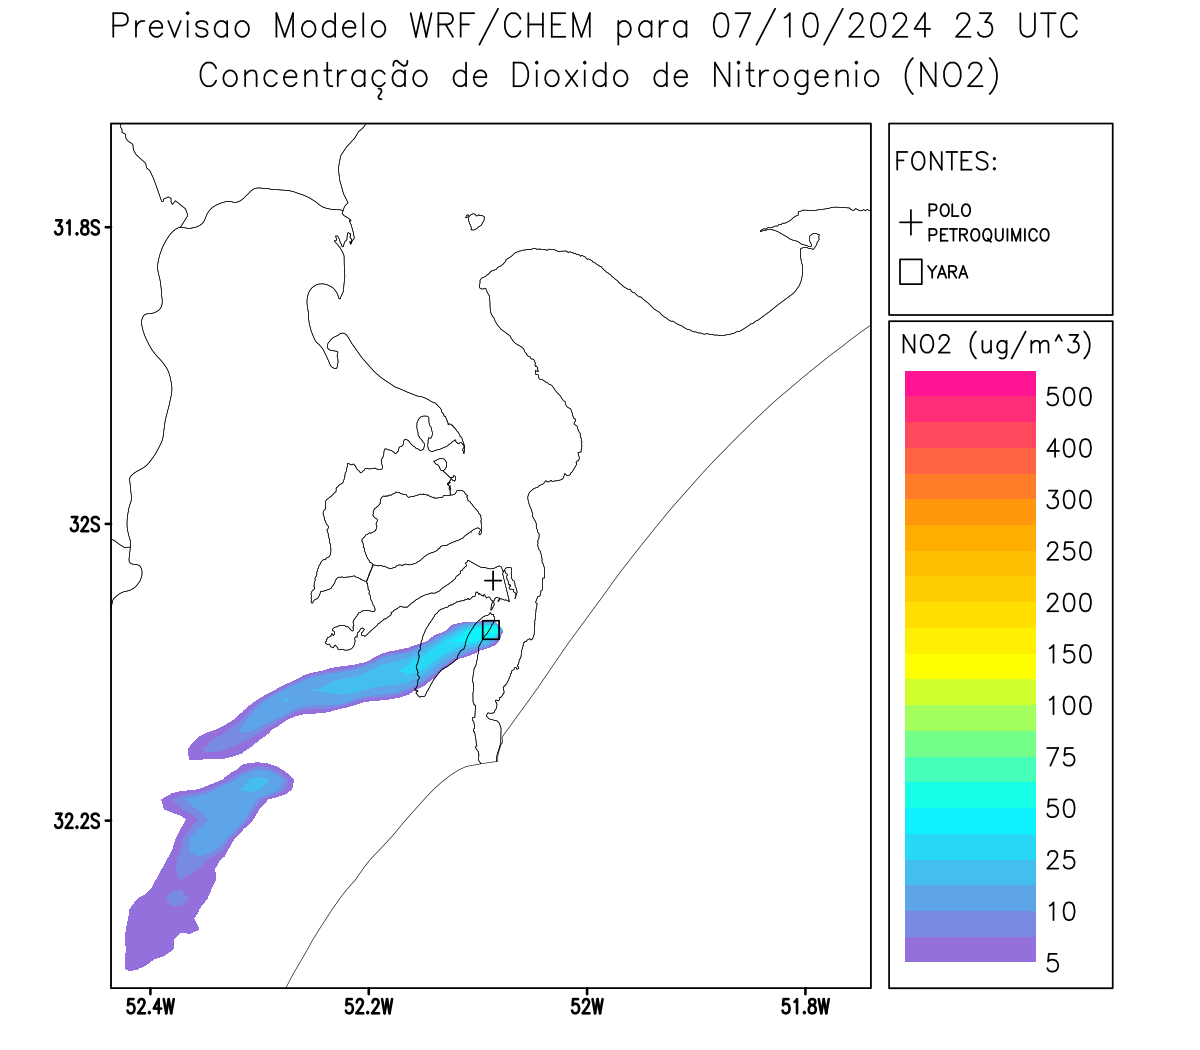 Previsao Modelo WRF/CHEM para 07/10/2024 23 UTC
Concentração de Dioxido de Nitrogenio (NO2)
FONTES:
POLO
PETROQUIMICO
YARA
NO2 (ug/m^3)
500
400
300
250
200
150
100
75
50
25
10
5
31.8S
32S
32.2S
52.4W
52.2W
52W
51.8W